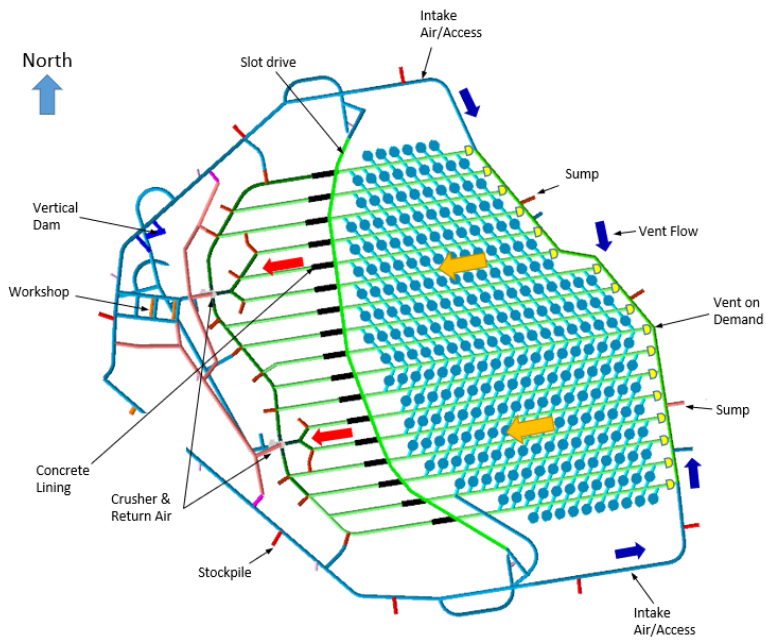 Intake
Air/Access
North
Slot drive
Sump
Vertical
Dam
Vent Flow
Workshop
Vent on
Demand
Sump
Concrete
Lining
Crusher &
Return Air
Stockpile
Intake
Air/Access